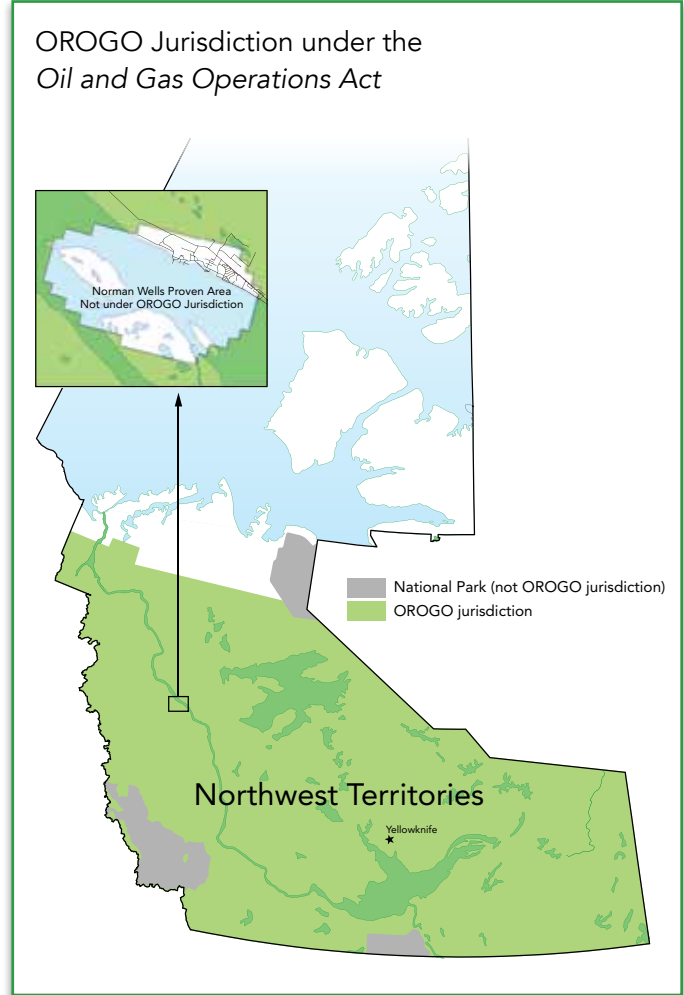 OROGO Jurisdiction under the
Oil and Gas Operations Act
Norman Wells Proven Area
Not under OROGO Jurisdiction
National Park (not OROGO jurisdiction)
OROGO jurisdiction
Northwest Territories
Yellowknife